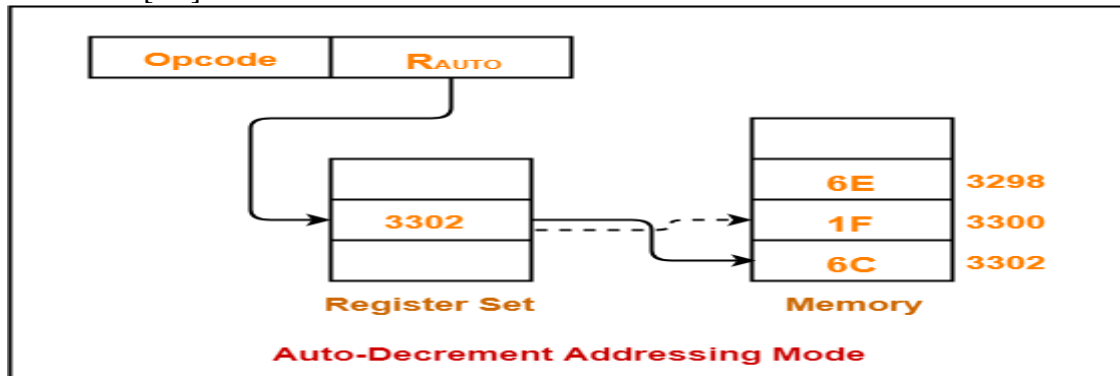 Opcode RAUTO
6E 3298
3302 1F 3300
6C 3302
Register Set Memory
Auto-Decrement Addressing Mode